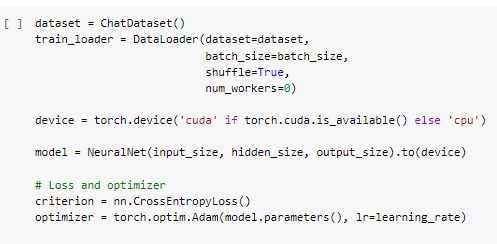 [ ] dataset = ChatDataset()
train_loader = DataLoader(dataset=dataset,
                          batch_size=batch_size,
                          shuffle=True,
                          num_workers=0)
device = torch.device('cuda' if torch.cuda.is_available() else 'cpu')
model = NeuralNet(input_size, hidden_size, output_size).to(device)
# Loss and optimizer
criterion = nn.CrossEntropyLoss()
optimizer = torch.optim.Adam(model.parameters(), lr=learning_rate)